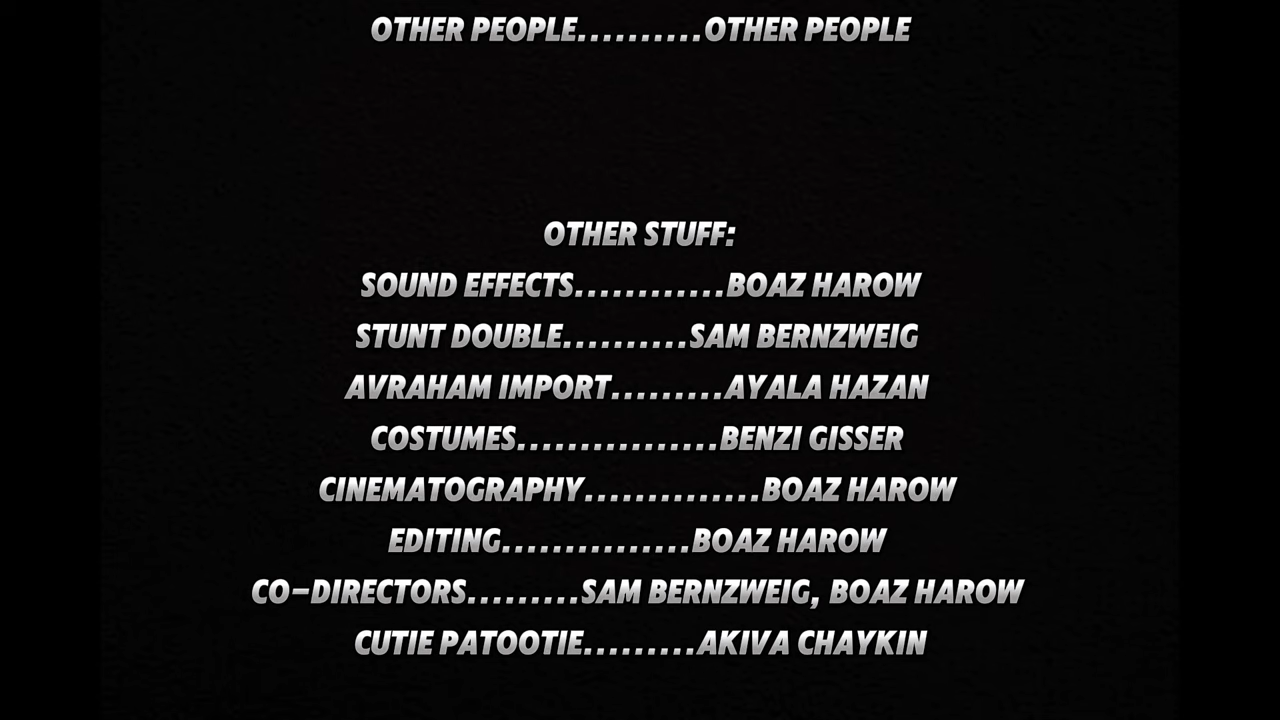 OTHER PEOPLE..........OTHER PEOPLE
OTHER STUFF:
SOUND EFFECTS............BOAZ HAROW
STUNT DOUBLE..........SAM BERNZWEIG
AVRAHAM IMPORT.........AYALA HAZAN
COSTUMES................BENZI GISSER
CINEMATOGRAPHY..............BOAZ HAROW
EDITING...............BOAZ HAROW
CO-DIRECTORS.........SAM BERNZWEIG, BOAZ HAROW
CUTIE PATOOTIE.........AKIVA CHAYKIN